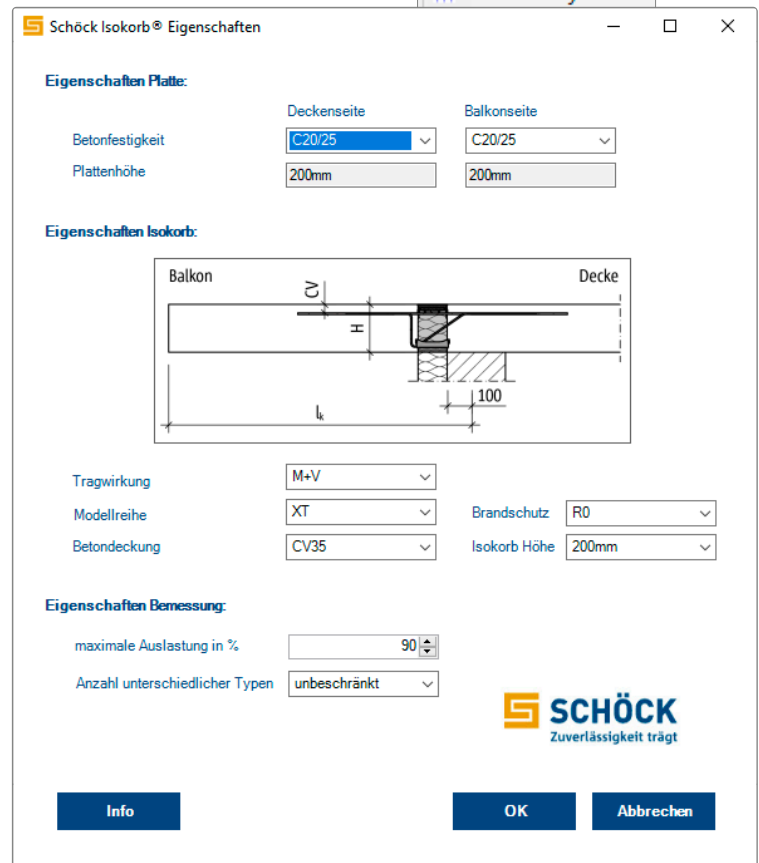 Schöck Isokorb® Eigenschaften
Eigenschaften Platte:
Deckenseite Balkonseite
Betonfestigkeit C20/25 C20/25
Plattenhöhe 200mm 200mm
Eigenschaften Isokorb:
Balkon CV Decke
H
100
lk
Tragwirkung M+V
Modellreihe XT Brandschutz R0
Betondeckung CV35 Isokorb Höhe 200mm
Eigenschaften Bemessung:
maximale Auslastung in % 90
Anzahl unterschiedlicher Typen unbeschränkt
SCHÖCK
Zuverlässigkeit trägt
Info OK Abbrechen